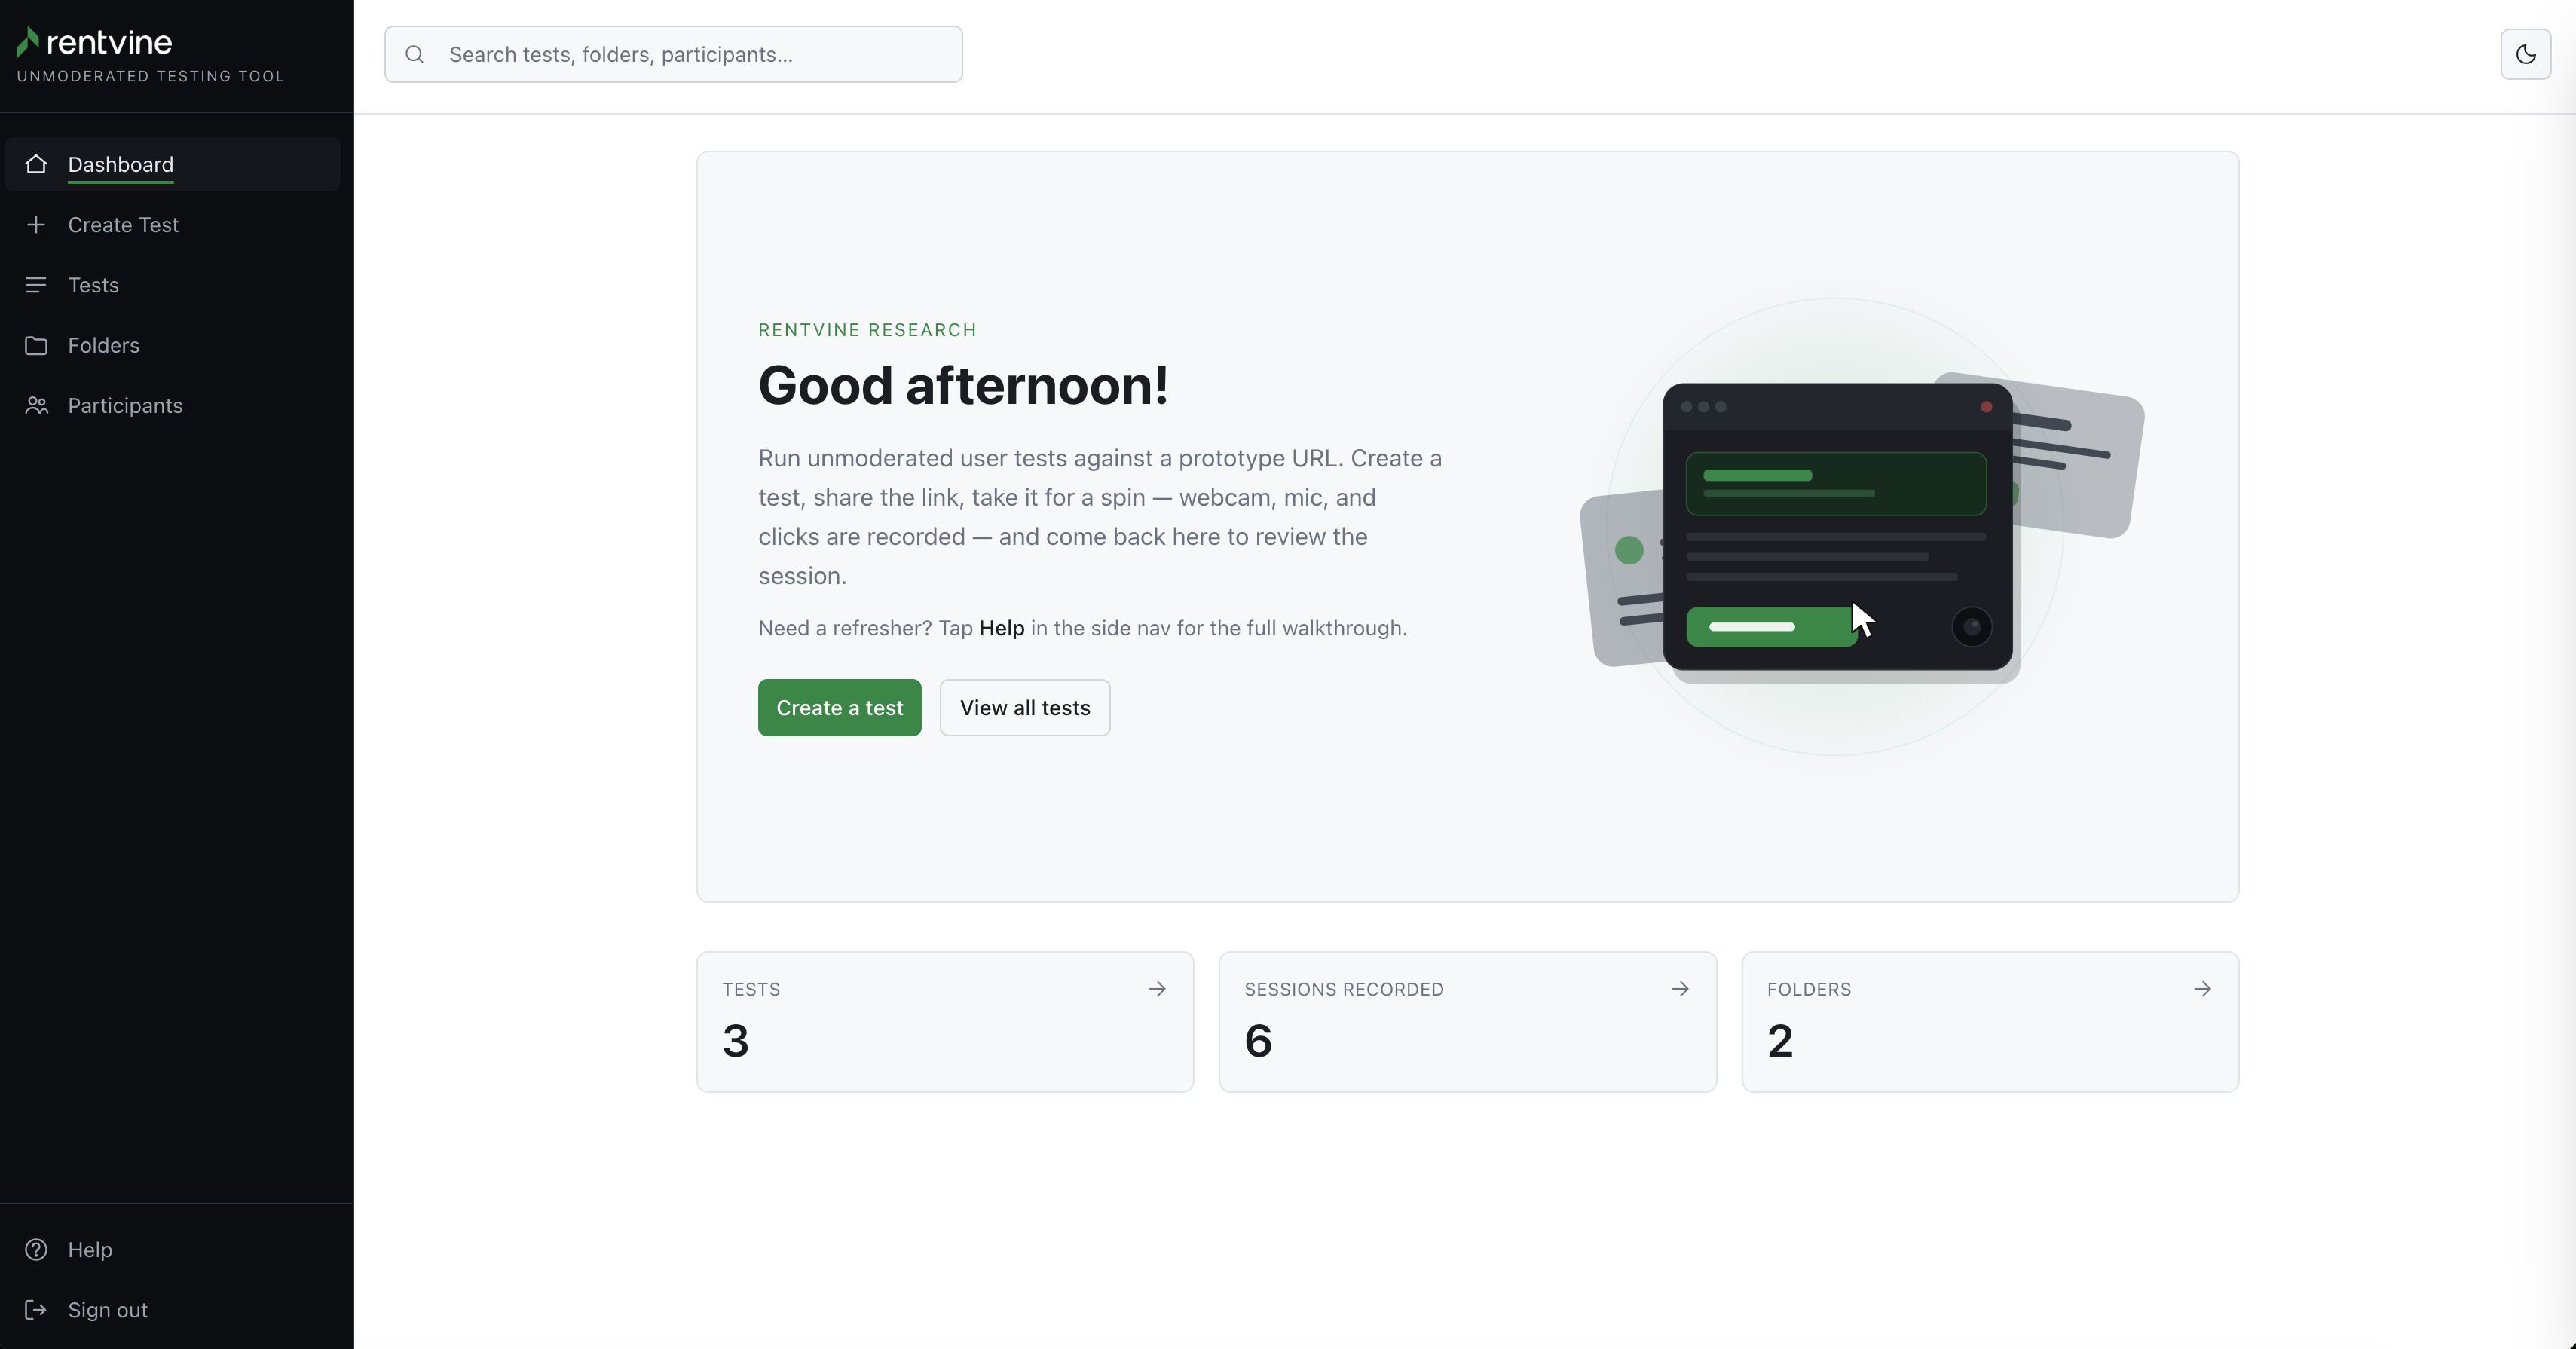 rentvine
UNMODERATED TESTING TOOL
Dashboard
Create Test
Tests
Folders
Participants
Help
Sign out
Search tests, folders, participants...
RENTVINE RESEARCH
Good afternoon!
Run unmoderated user tests against a prototype URL. Create a
test, share the link, take it for a spin — webcam, mic, and
clicks are recorded — and come back here to review the
session.
Need a refresher? Tap Help in the side nav for the full walkthrough.
Create a test
View all tests
TESTS
3
SESSIONS RECORDED
6
FOLDERS
2